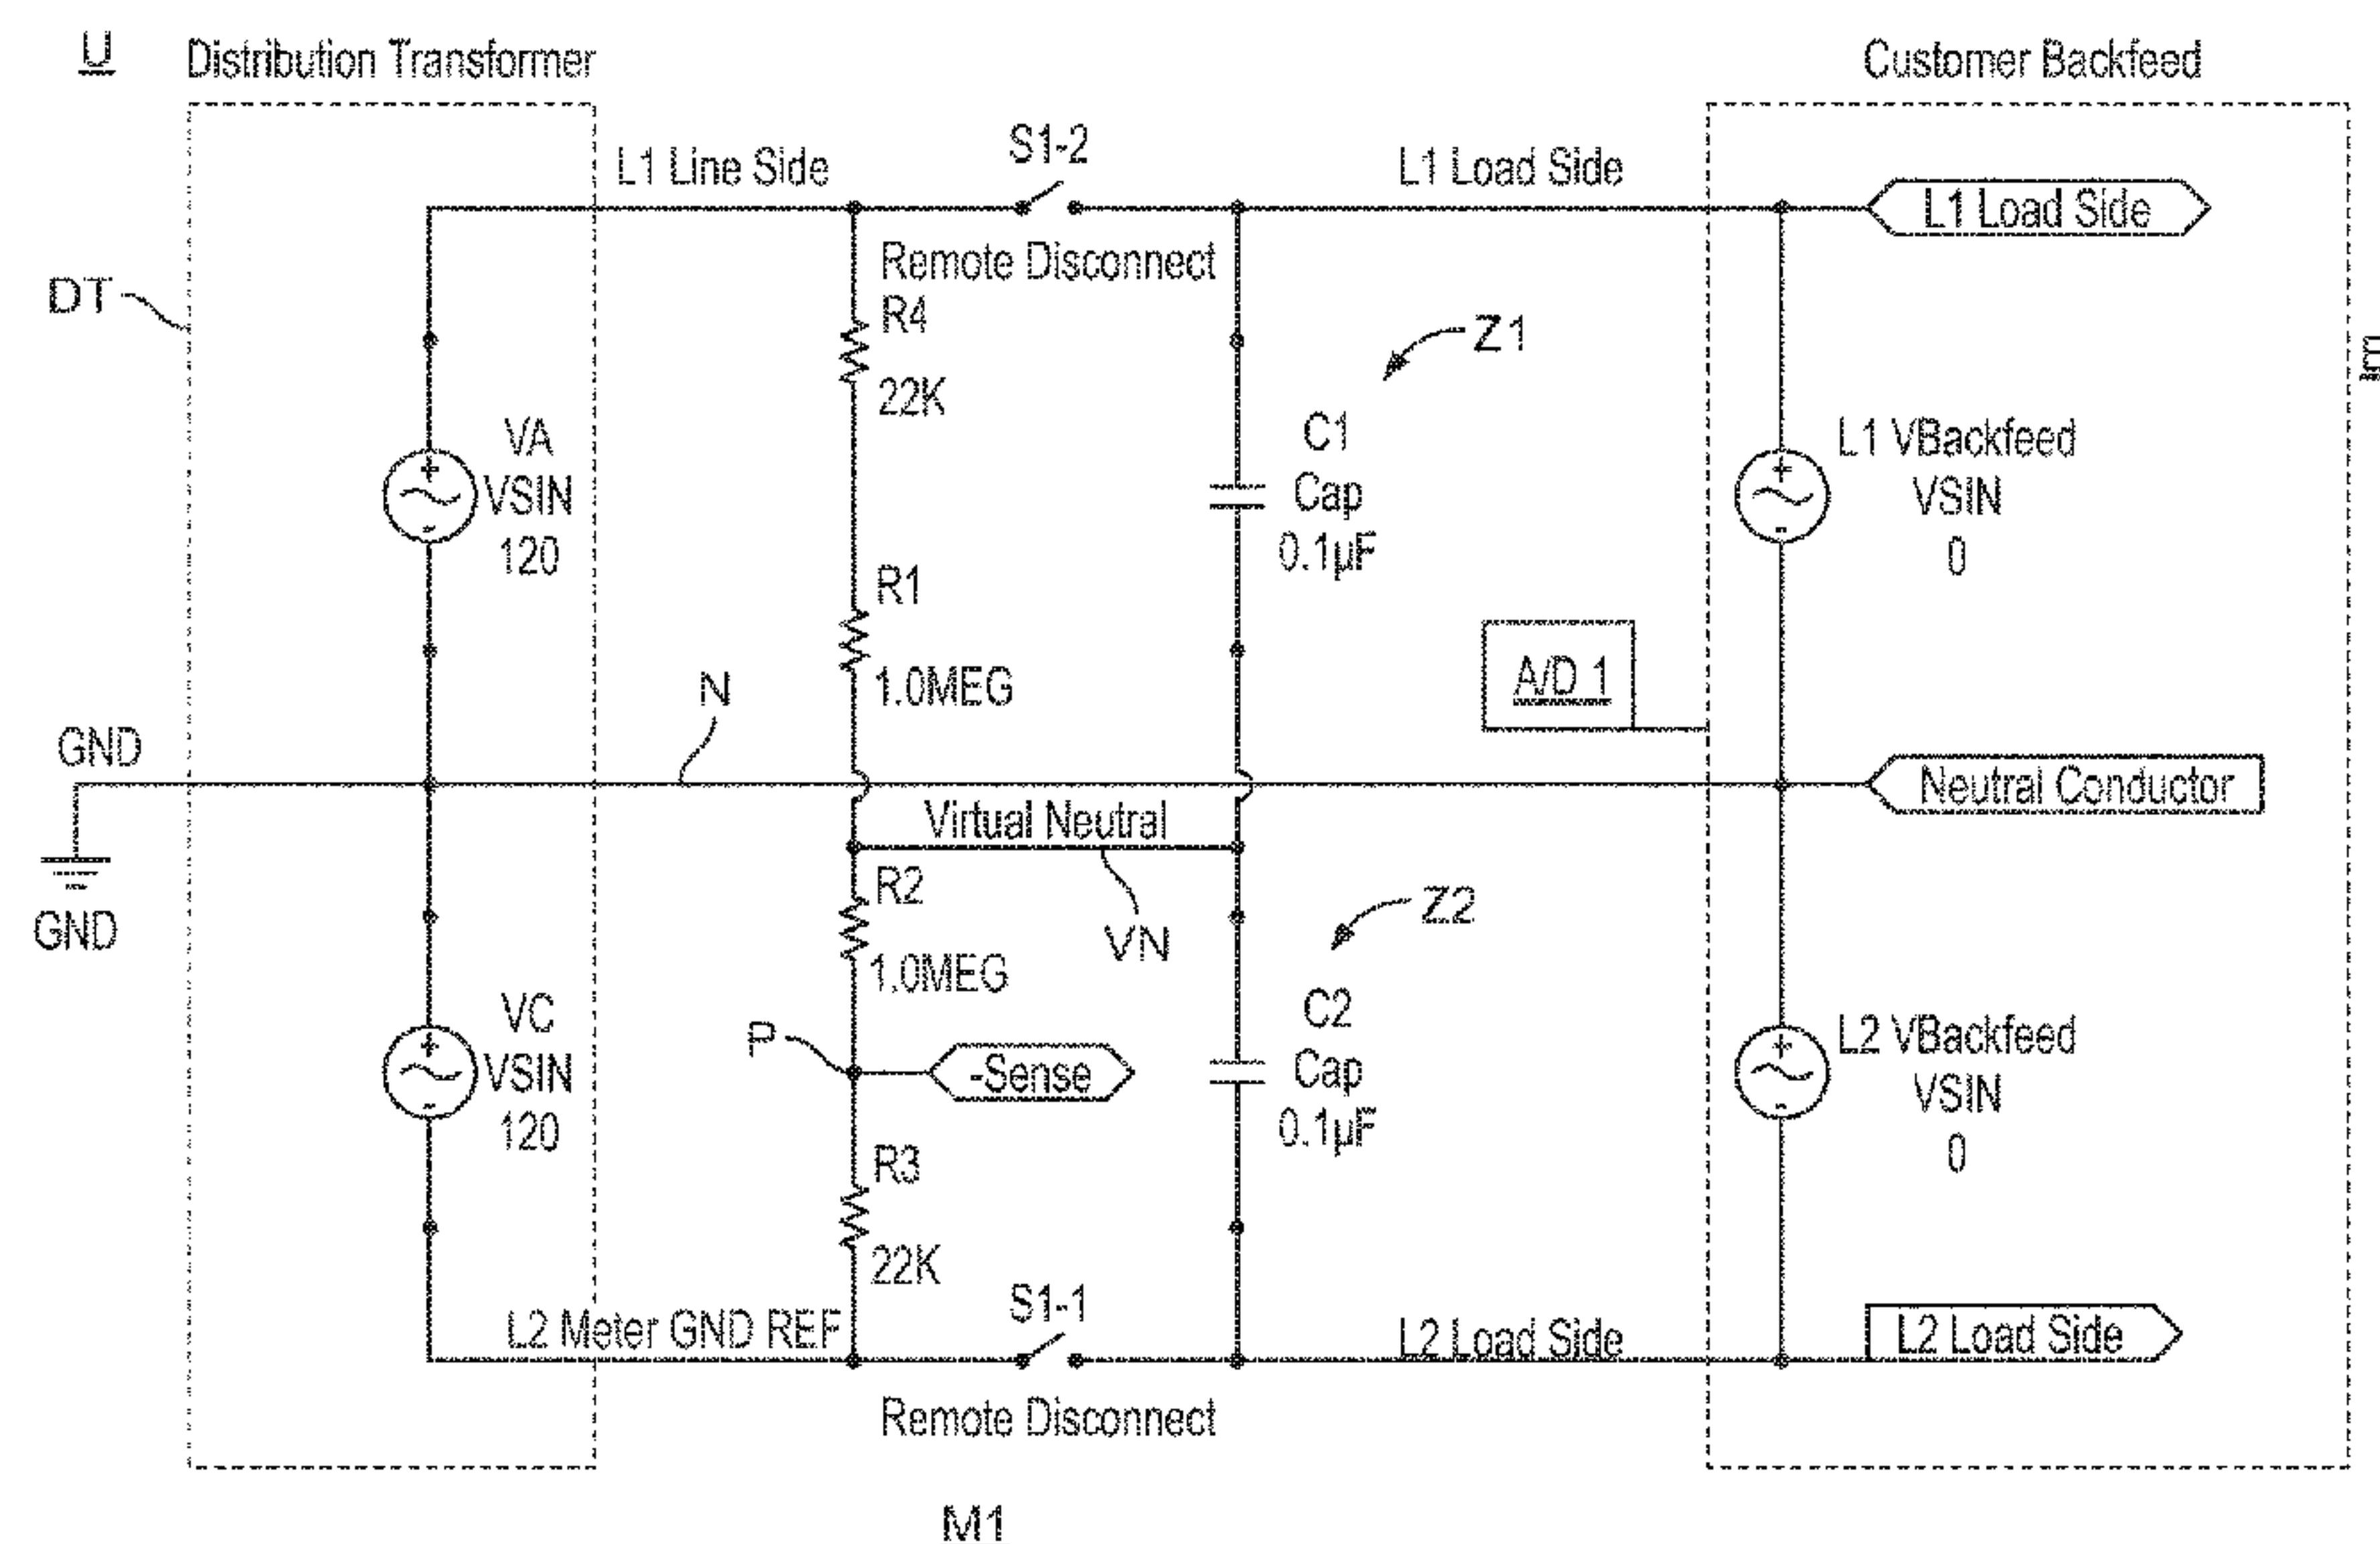 U
Distribution Transformer
Customer Backfeed
S1-2
L1 Line Side
L1 Load Side
L1 Load Side
Remote Disconnect
DT
R4
22K
Z1
VA
VSIN
120
C1
Cap
0.1µF
L1 VBackfeed
VSIN
0
R1
1.0MEG
A/D 1
N
GND
Neutral Conductor
Virtual Neutral
GND
R2
1.0MEG
VN
Z2
VC
VSIN
120
P
-Sense
C2
Cap
0.1µF
L2 VBackfeed
VSIN
0
R3
22K
S1-1
L2 Meter GND REF
L2 Load Side
L2 Load Side
Remote Disconnect
M1